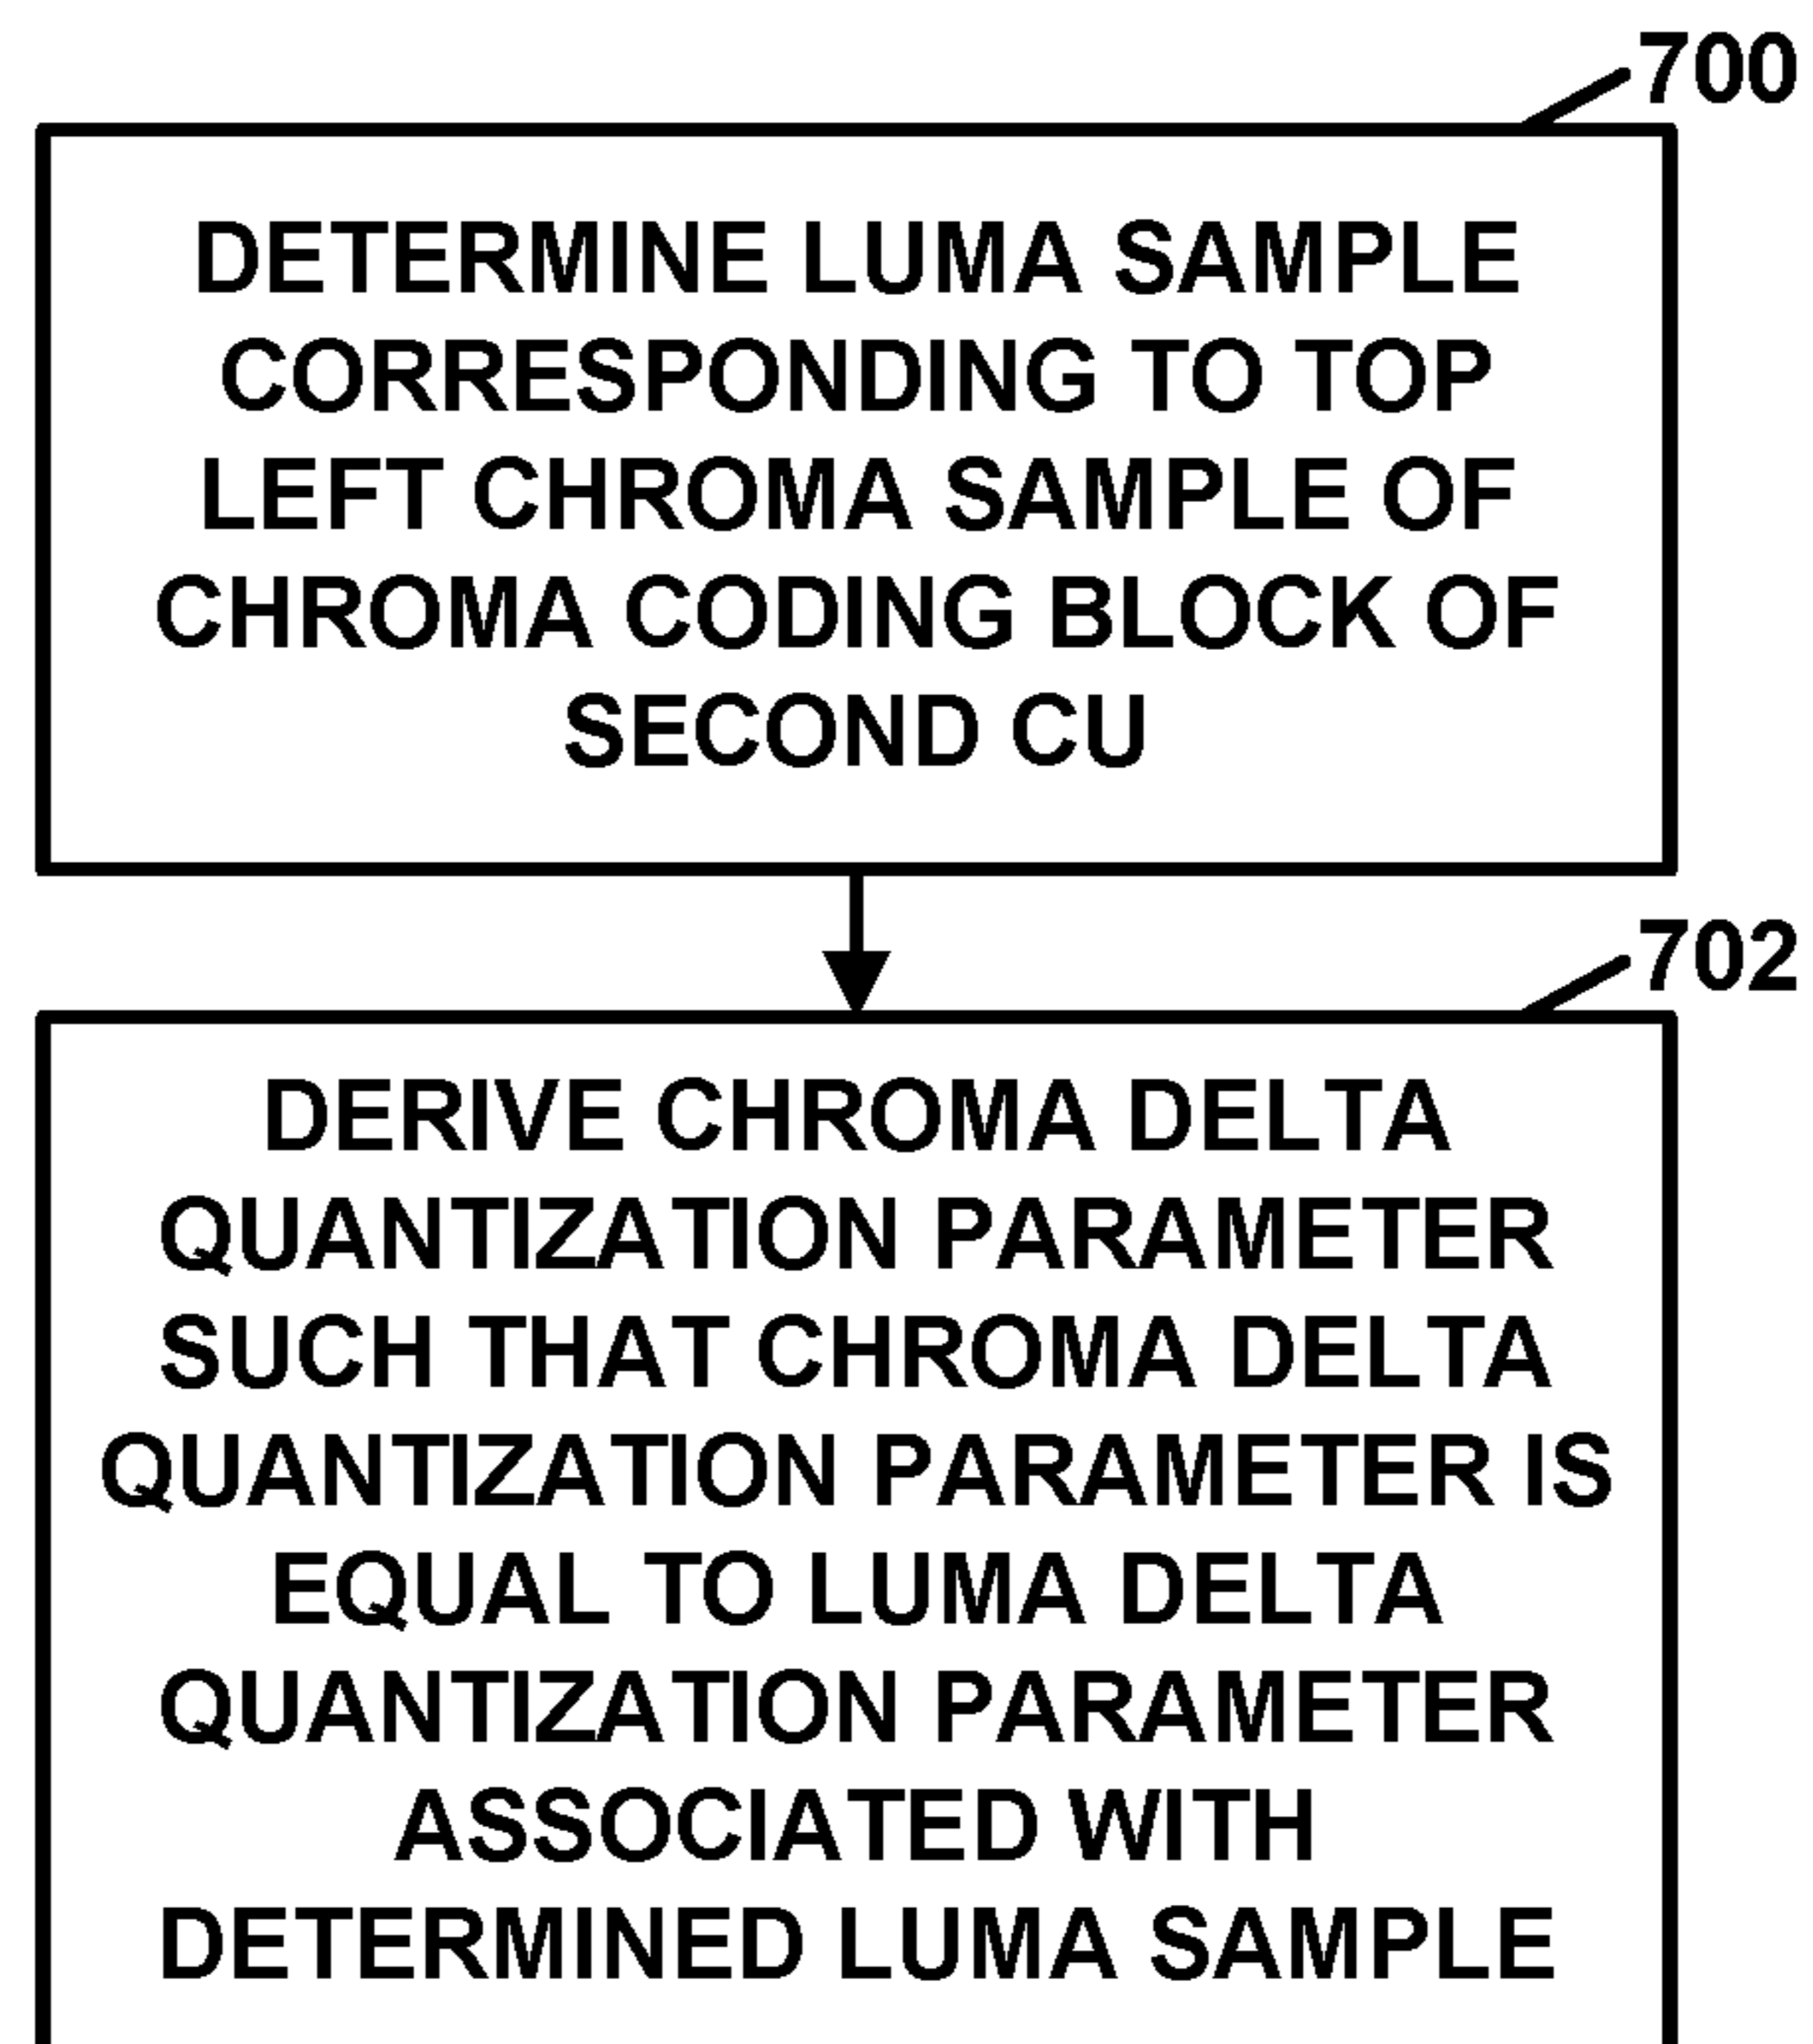 700
DETERMINE LUMA SAMPLE
CORRESPONDING TO TOP
LEFT CHROMA SAMPLE OF
CHROMA CODING BLOCK OF
SECOND CU
702
DERIVE CHROMA DELTA
QUANTIZATION PARAMETER
SUCH THAT CHROMA DELTA
QUANTIZATION PARAMETER IS
EQUAL TO LUMA DELTA
QUANTIZATION PARAMETER
ASSOCIATED WITH
DETERMINED LUMA SAMPLE